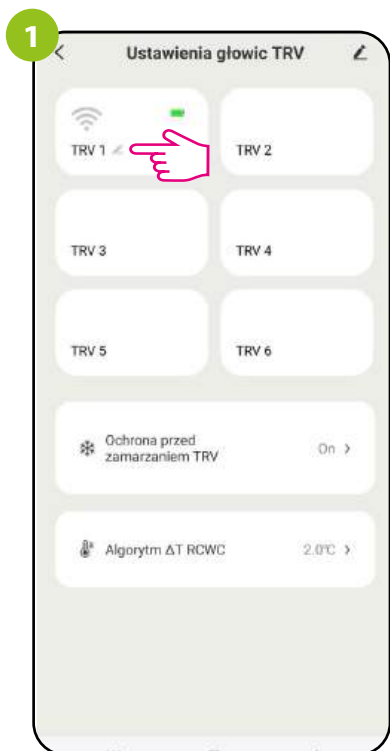 1
Ustawienia głowic TRV
TRV 1
TRV 2
TRV 3
TRV 4
TRV 5
TRV 6
Ochrona przed
zamarzaniem TRV
On
Algorytm ΔT RCWC
2.0°C